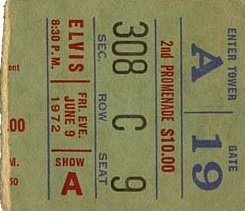 ENTER TOWER
A
GATE
19
2nd PROMENADE $10.00
308 C 9
SEC. ROW SEAT
ELVIS FRI. EVE. SHOW
8:30 P.M. JUNE 9 A
1972
.00